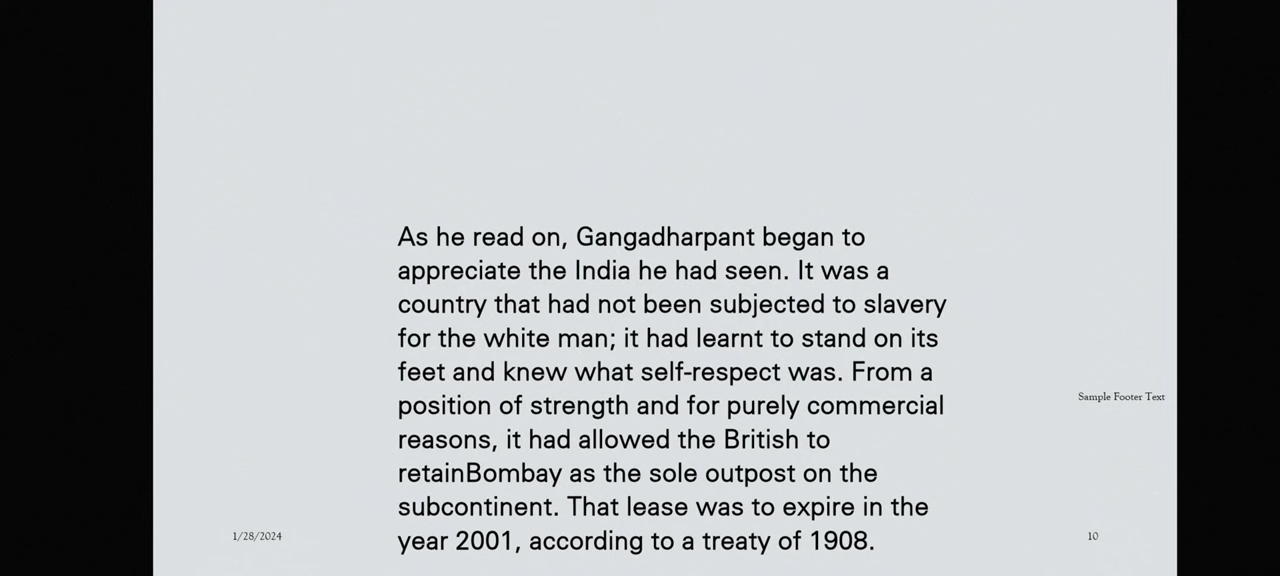 As he read on, Gangadharpant began to
appreciate the India he had seen. It was a
country that had not been subjected to slavery
for the white man; it had learnt to stand on its
feet and knew what self-respect was. From a
position of strength and for purely commercial
reasons, it had allowed the British to
retainBombay as the sole outpost on the
subcontinent. That lease was to expire in the
year 2001, according to a treaty of 1908.
Sample Footer Text
1/28/2024
10